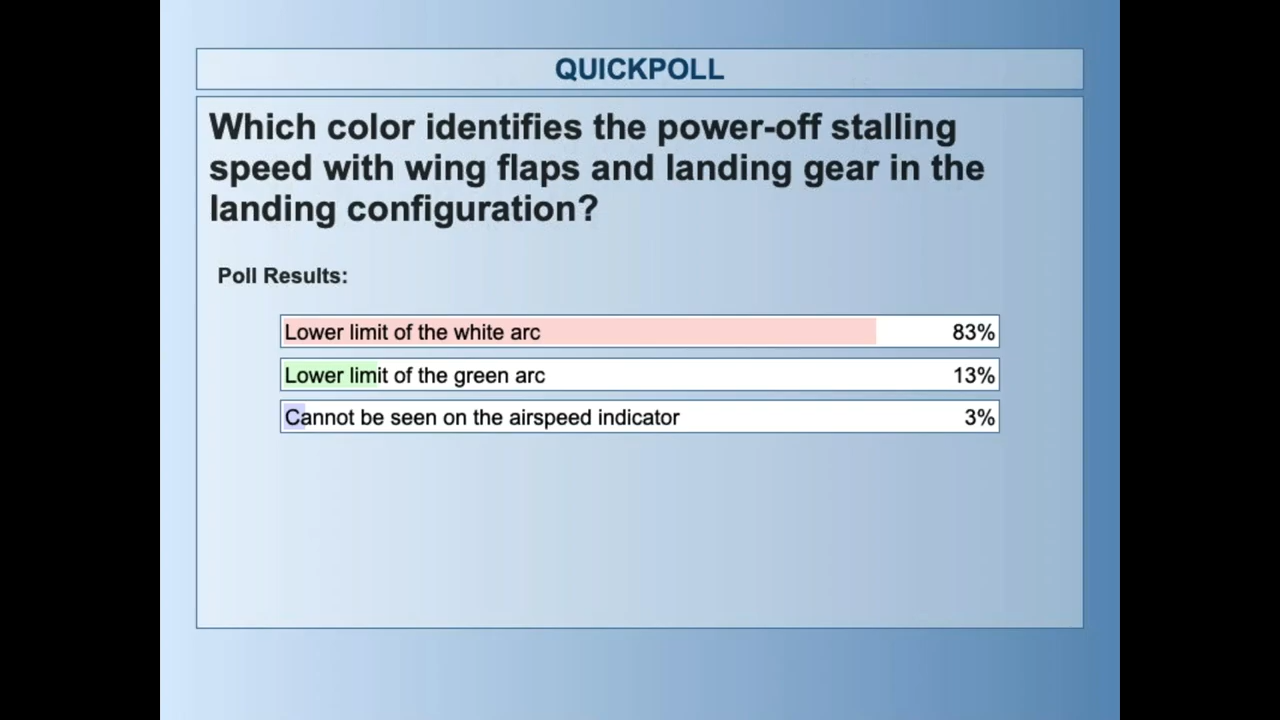 QUICKPOLL
Which color identifies the power-off stalling
speed with wing flaps and landing gear in the
landing configuration?
Poll Results:
Lower limit of the white arc 83%
Lower limit of the green arc 13%
Cannot be seen on the airspeed indicator 3%